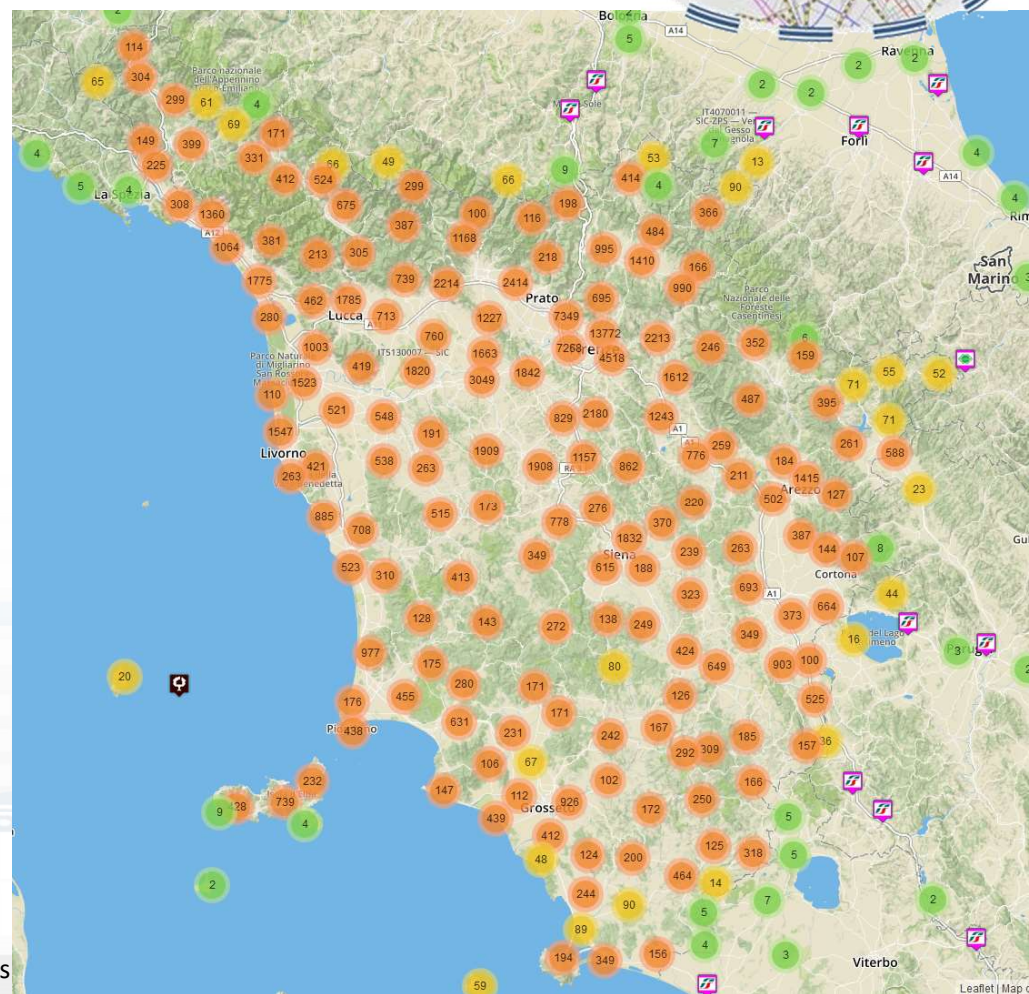 2 Bologna 2
5 A14
114 Ravenna
304 2 2
65 Parco nazionale
dell'Appennino
299 61 4 2 2
69 171 IT4070011 —
149 399 SIC-ZPS — 7 Forlì
4 225 331 66 49 9 53 13 4
5 4 412 524 299 66 414 4 90 A14
La Spezia 308 675 100 116 198 366 4
1360 387 1168 484
A12 1064 381 213 305 218 995 1410 166 San
Marino 3
1775 739 2214 2414 990
462 1785 Prato 695 Parco
Nazionale delle
Foreste
Casentinesi
280 Lucca 713 1227 7349
13772 2213 6
1003 760 1663 7268 4518 246 352 159
IT5130007 — SIC
Parco
di Migliarino
San
1523 419 1820 3049 1842 1612 71 55 52
110 487 395
521 548 829 2180 1243 71
1547 191 A1
Livorno 1909 1157 776 259 261 588
421 538 263 1908 862 211 184
263 1415
Arezzo
502 127 23
885 515 173 276 220
708 778 370 387
1832
Siena 144 107 8
523 310 413 349 615 188 239 263 Cortona
693 A1 44
323 664
128 143 272 138 249 373
349 16
977 175 424 903 100 3
20 80 649 2
455 280 171 126 525
176 171
438 631 231 242 167 185 157 36
292 309
106 67
232 102 166
147 112 926 250
9 428 739 Grosseto 172 5
4 439
412 125
48 124 200 318 5
2 464 14
244 90 5 7 2
89
4 3
194 349 156 Viterbo
59
s
Leaflet | Map